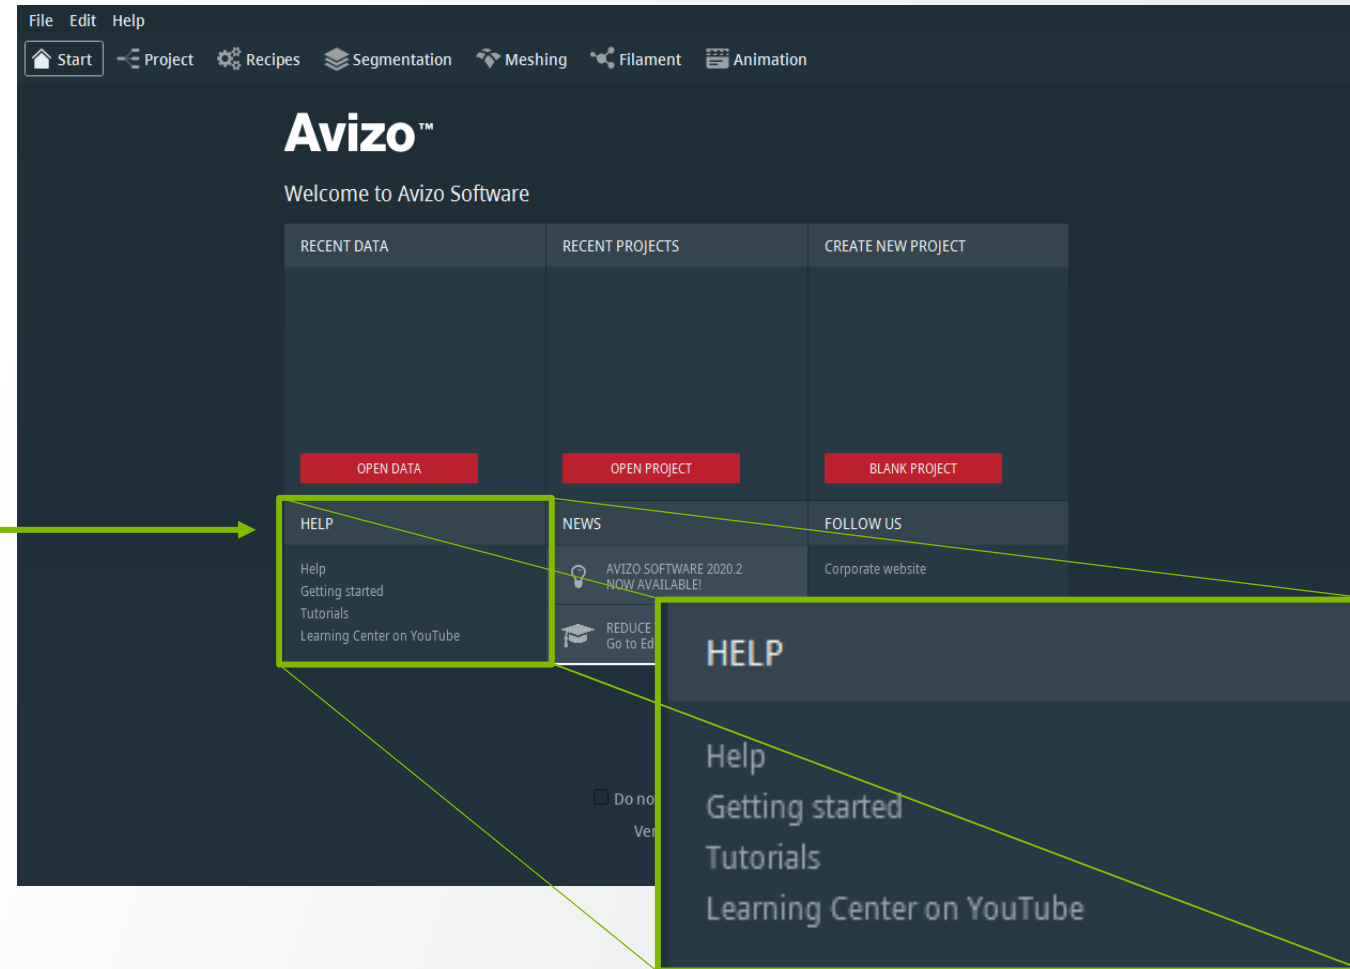 File Edit Help
Start Project Recipes Segmentation Meshing Filament Animation
Avizo™
Welcome to Avizo Software
RECENT DATA RECENT PROJECTS CREATE NEW PROJECT
OPEN DATA OPEN PROJECT BLANK PROJECT
HELP NEWS FOLLOW US
Help
Getting started
Tutorials
Learning Center on YouTube
AVIZO SOFTWARE 2020.2
NOW AVAILABLE!
REDUCE
Go to
Corporate website
Do
HELP
Help
Getting started
Tutorials
Learning Center on YouTube